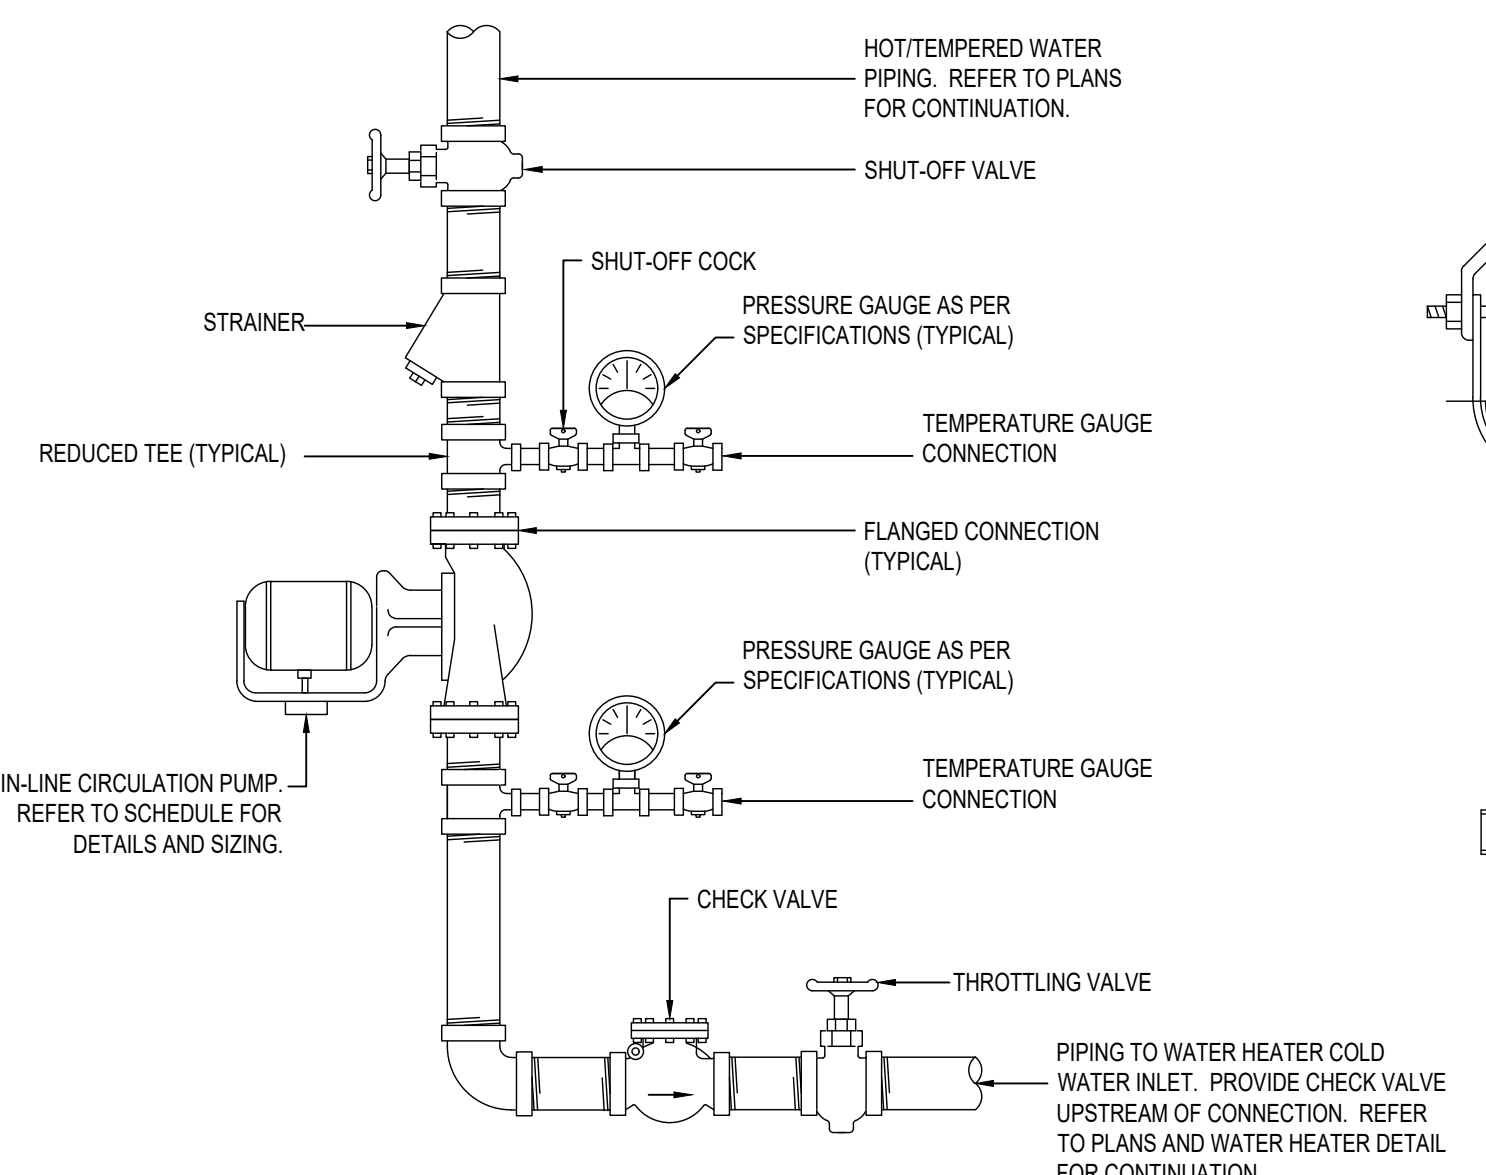 HOT/TEMPERED WATER
PIPING. REFER TO PLANS
FOR CONTINUATION.
SHUT-OFF VALVE
SHUT-OFF COCK
PRESSURE GAUGE AS PER
SPECIFICATIONS (TYPICAL)
STRAINER
TEMPERATURE GAUGE
CONNECTION
REDUCED TEE (TYPICAL)
FLANGED CONNECTION
(TYPICAL)
PRESSURE GAUGE AS PER
SPECIFICATIONS (TYPICAL)
TEMPERATURE GAUGE
CONNECTION
IN-LINE CIRCULATION PUMP.
REFER TO SCHEDULE FOR
DETAILS AND SIZING.
CHECK VALVE
THROTTLING VALVE
PIPING TO WATER HEATER COLD
WATER INLET. PROVIDE CHECK VALVE
UPSTREAM OF CONNECTION. REFER
TO PLANS AND WATER HEATER DETAIL
FOR CONTINUATION